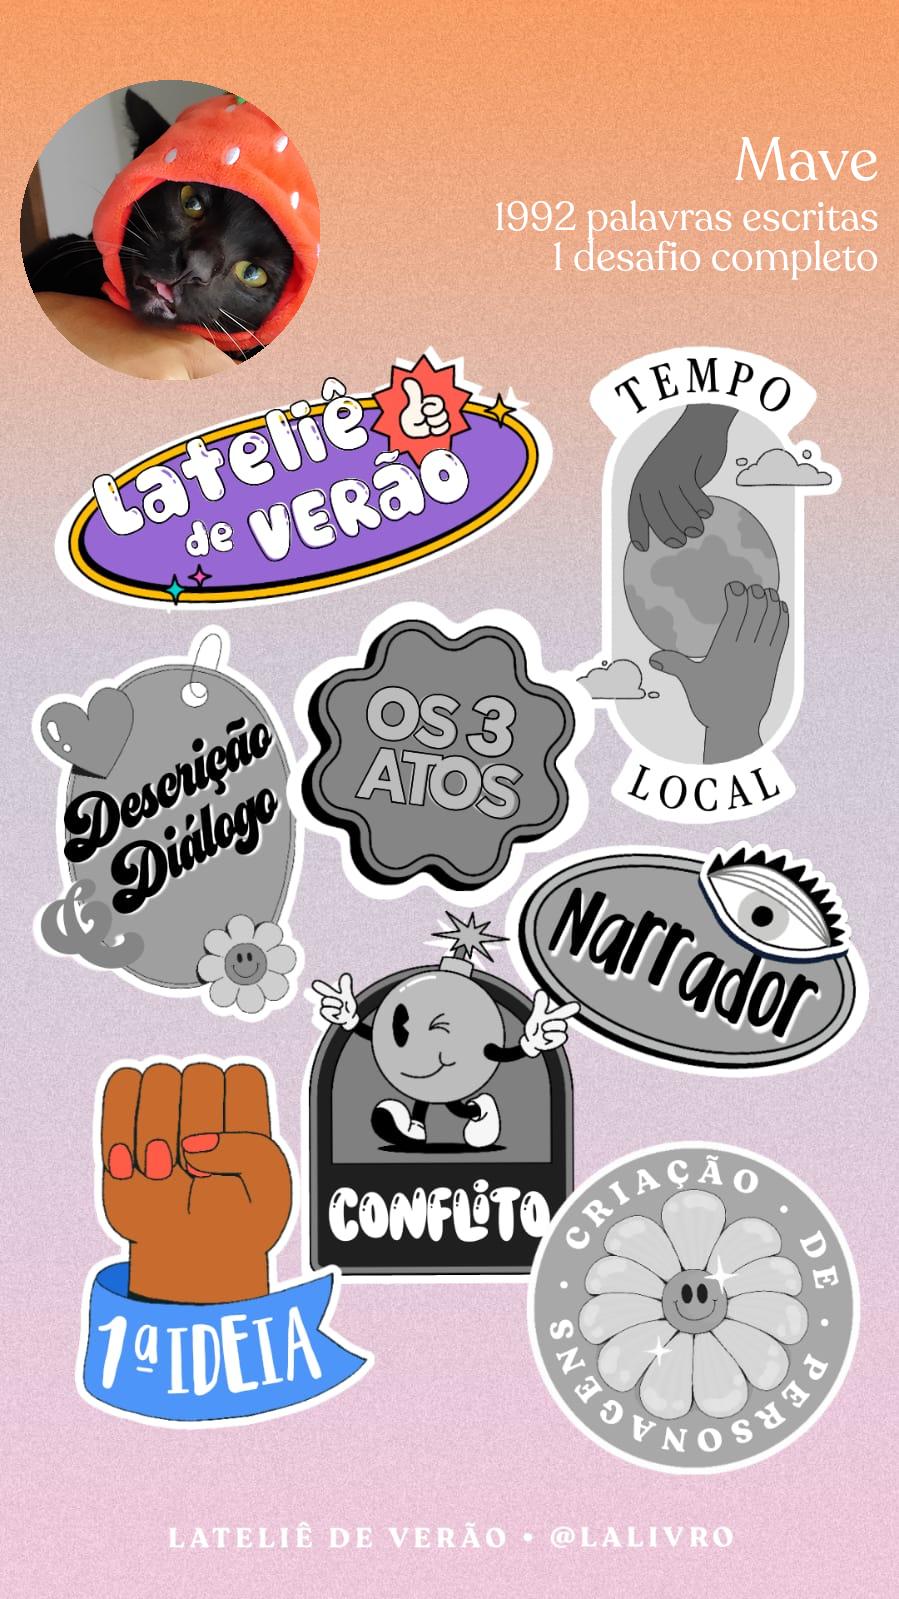 Mave
1992 palavras escritas
1 desafio completo
Lateliê
de VERÃO
TEMPO
LOCAL
Descrição
&
Diálogo
OS 3
ATOS
Narrador
CONFLITO
1ª IDEIA
CRIAÇÃO · DE · PERSONAGENS ·
LATELIÊ DE VERÃO • @LALIVRO